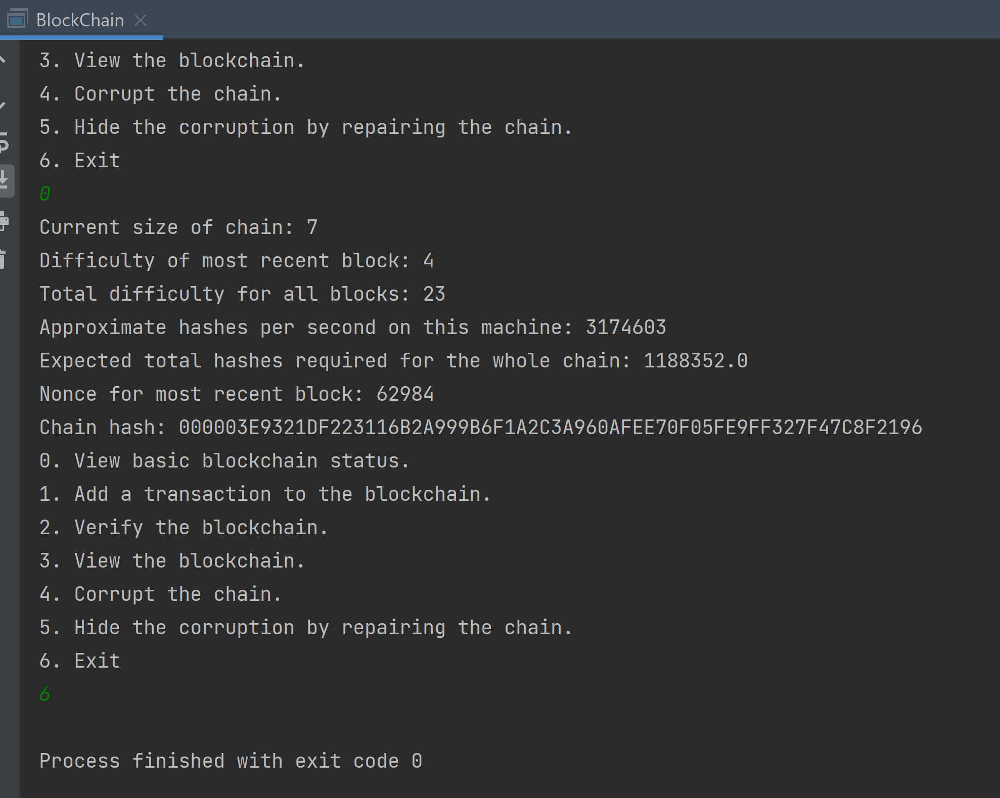 BlockChain
3. View the blockchain.
4. Corrupt the chain.
5. Hide the corruption by repairing the chain.
6. Exit
0
Current size of chain: 7
Difficulty of most recent block: 4
Total difficulty for all blocks: 23
Approximate hashes per second on this machine: 3174603
Expected total hashes required for the whole chain: 1188352.0
Nonce for most recent block: 62984
Chain hash: 000003E9321DF223116B2A999B6F1A2C3A960AFEE70F05FE9FF327F47C8F2196
0. View basic blockchain status.
1. Add a transaction to the blockchain.
2. Verify the blockchain.
3. View the blockchain.
4. Corrupt the chain.
5. Hide the corruption by repairing the chain.
6. Exit
6
Process finished with exit code 0